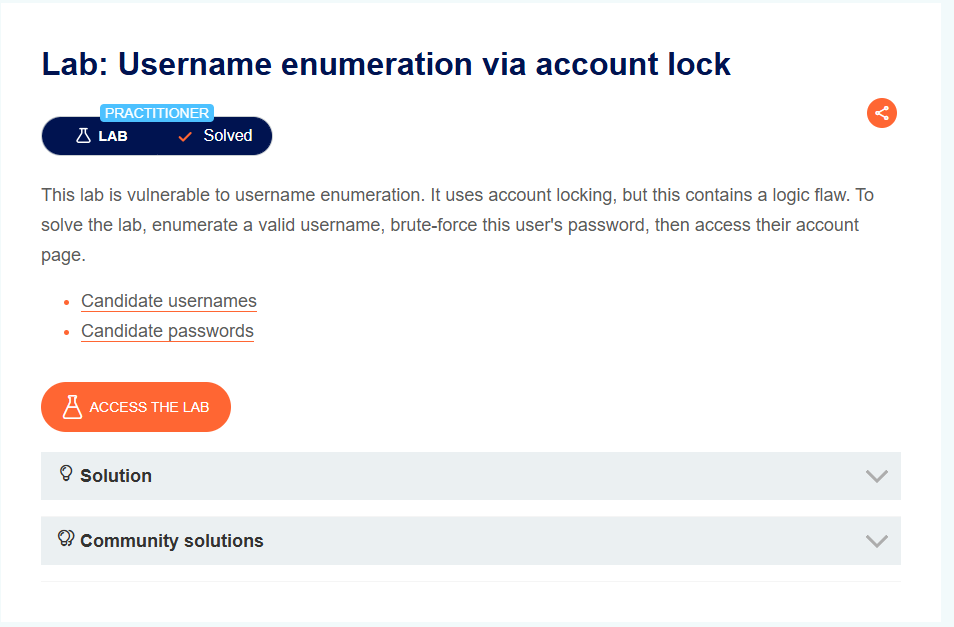 Lab: Username enumeration via account lock
PRACTITIONER
LAB Solved
This lab is vulnerable to username enumeration. It uses account locking, but this contains a logic flaw. To
solve the lab, enumerate a valid username, brute-force this user's password, then access their account
page.
Candidate usernames
Candidate passwords
ACCESS THE LAB
Solution
Community solutions